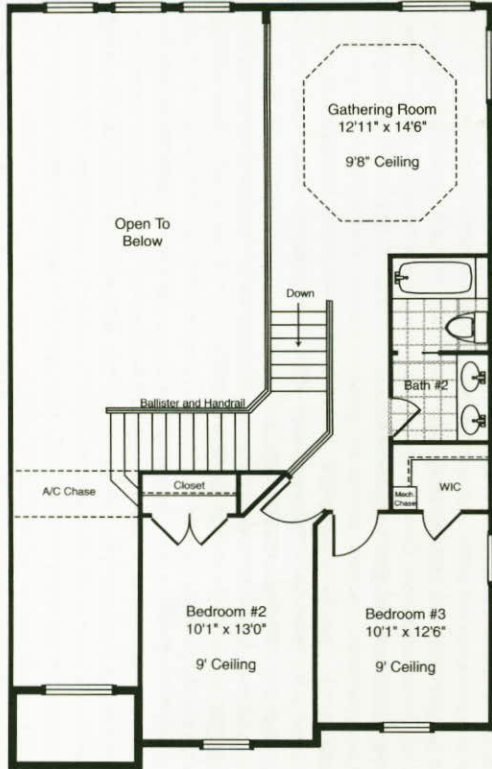 Gathering Room
12'11" x 14'6"
9'8" Ceiling
Open To
Below
Down
Bath #2
Ballister and Handrail
A/C Chase
Closet
Mech.
Chase
WIC
Bedroom #2
10'1" x 13'0"
9' Ceiling
Bedroom #3
10'1" x 12'6"
9' Ceiling